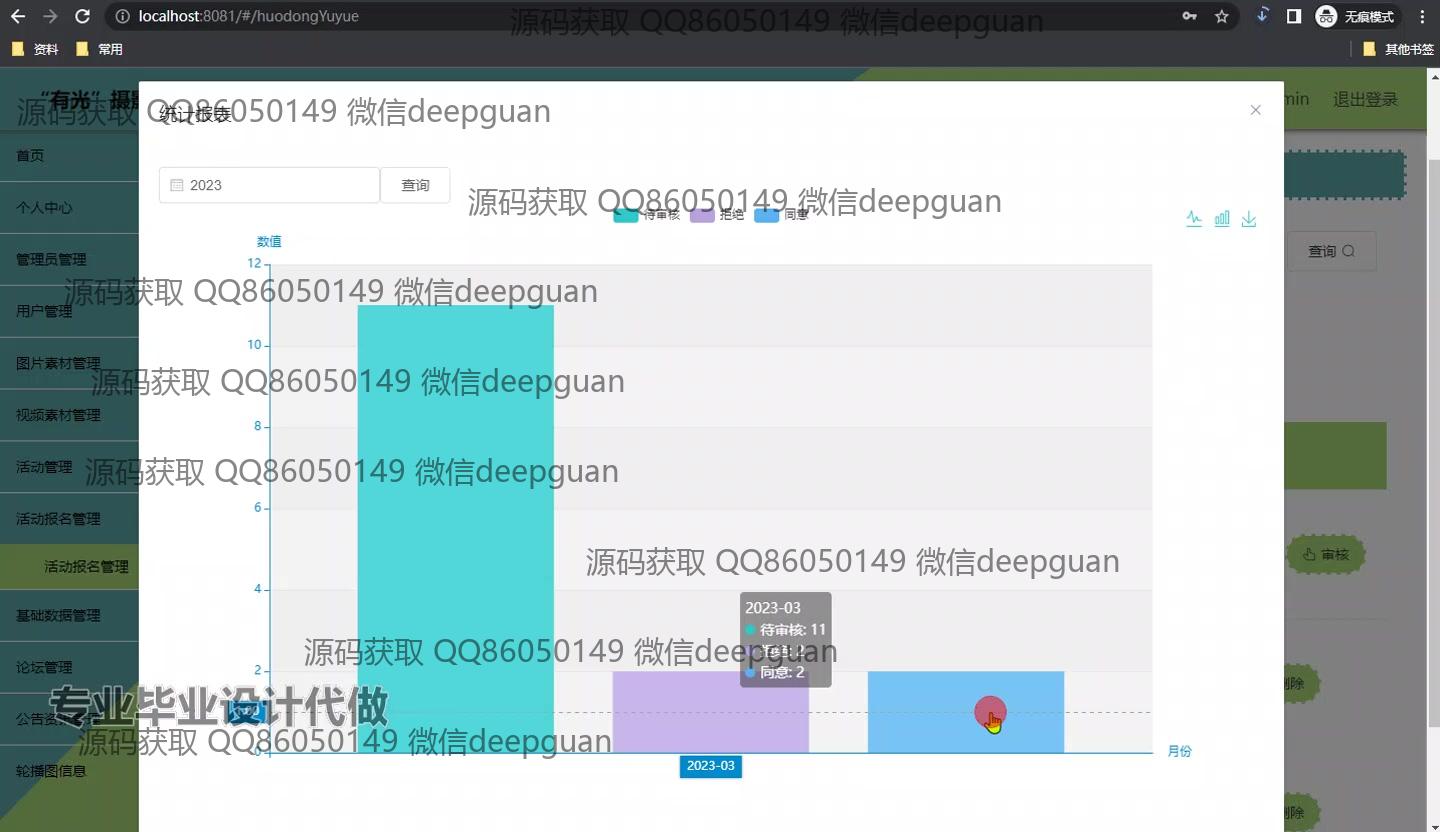 localhost:8081/#/huodongYuyue
无痕模式
资料
常用
其他书签
源码获取 QQ86050149 微信deepguan
“有光”摄影
源码获取 QQ86050149 微信deepguan
统计报表
min
退出登录
首页
个人中心
管理员管理
用户管理
图片素材管理
视频素材管理
活动管理
活动报名管理
活动报名管理
基础数据管理
论坛管理
轮播图信息
2023
查询
源码获取 QQ86050149 微信deepguan
待审核
拒绝
同意
查询
数值
12
10
8
6
4
2
0
源码获取 QQ86050149 微信deepguan
源码获取 QQ86050149 微信deepguan
源码获取 QQ86050149 微信deepguan
源码获取 QQ86050149 微信deepguan
审核
2023-03
待审核: 11
同意: 2
源码获取 QQ86050149 微信deepguan
专业毕业设计代做
源码获取 QQ86050149 微信deepguan
2023-03
月份
删除
删除